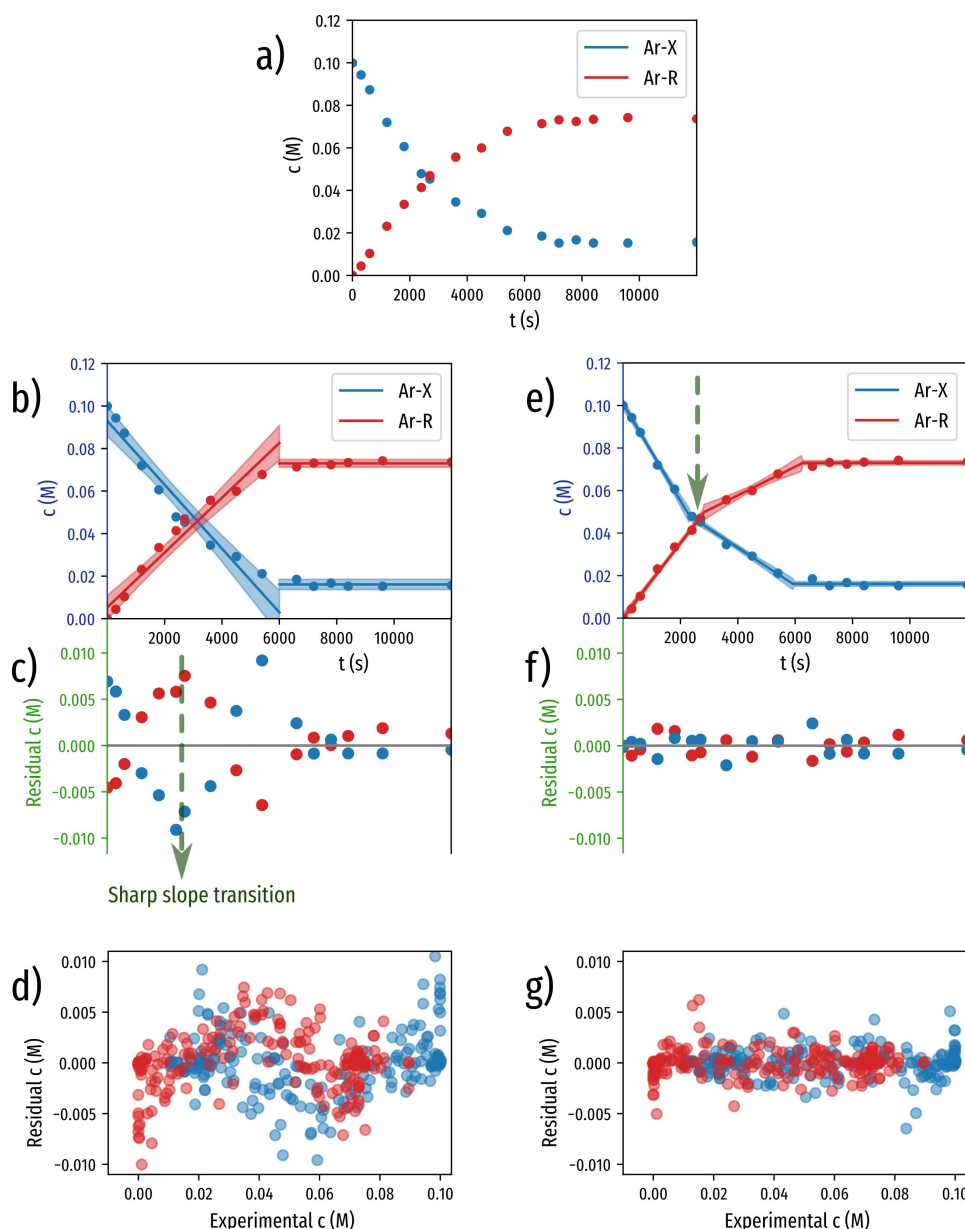 a)
c (M)
0.12
0.10
0.08
0.06
0.04
0.02
0.00
Ar-X
Ar-R
0 2000 4000 6000 8000 10000
t (s)
b)
c (M)
0.12
0.10
0.08
0.06
0.04
0.02
0.00
Ar-X
Ar-R
2000 4000 6000 8000 10000
t (s)
e)
c (M)
0.12
0.10
0.08
0.06
0.04
0.02
0.00
Ar-X
Ar-R
2000 4000 6000 8000 10000
t (s)
c)
Residual c (M)
0.010
0.005
0.000
−0.005
−0.010
Sharp slope transition
f)
Residual c (M)
0.010
0.005
0.000
−0.005
−0.010
d)
Residual c (M)
0.010
0.005
0.000
−0.005
−0.010
0.00 0.02 0.04 0.06 0.08 0.10
Experimental c (M)
g)
Residual c (M)
0.010
0.005
0.000
−0.005
−0.010
0.00 0.02 0.04 0.06 0.08 0.10
Experimental c (M)